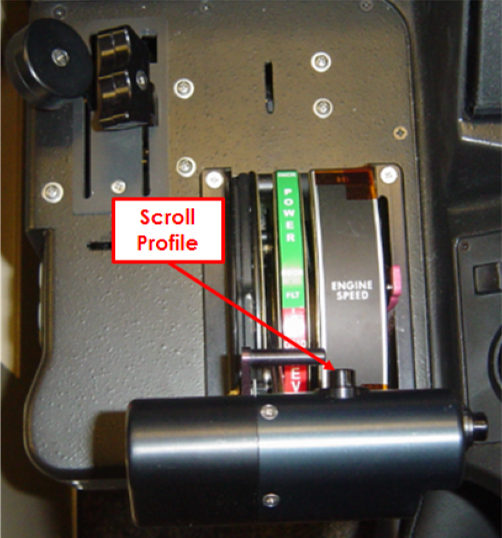 Scroll
Profile
POWER
FLT
ENGINE
SPEED